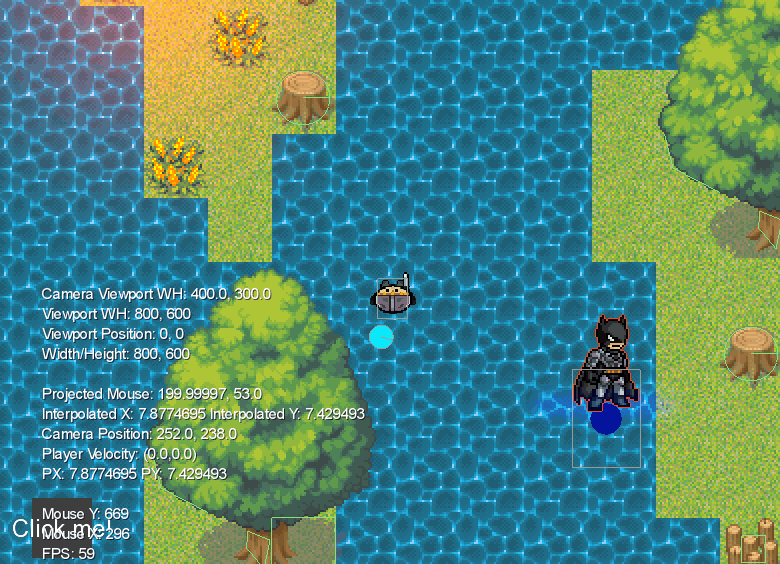 Camera Viewport WH: 400.0, 300.0
Viewport WH: 800, 600
Viewport Position: 0, 0
Width/Height: 800, 600
Projected Mouse: 199.99997, 53.0
Interpolated X: 7.8774695 Interpolated Y: 7.429493
Camera Position: 252.0, 238.0
Player Velocity: (0.0,0.0)
PX: 7.8774695 PY: 7.429493
Mouse Y: 669
Click me!
Mouse X: 296
FPS: 59